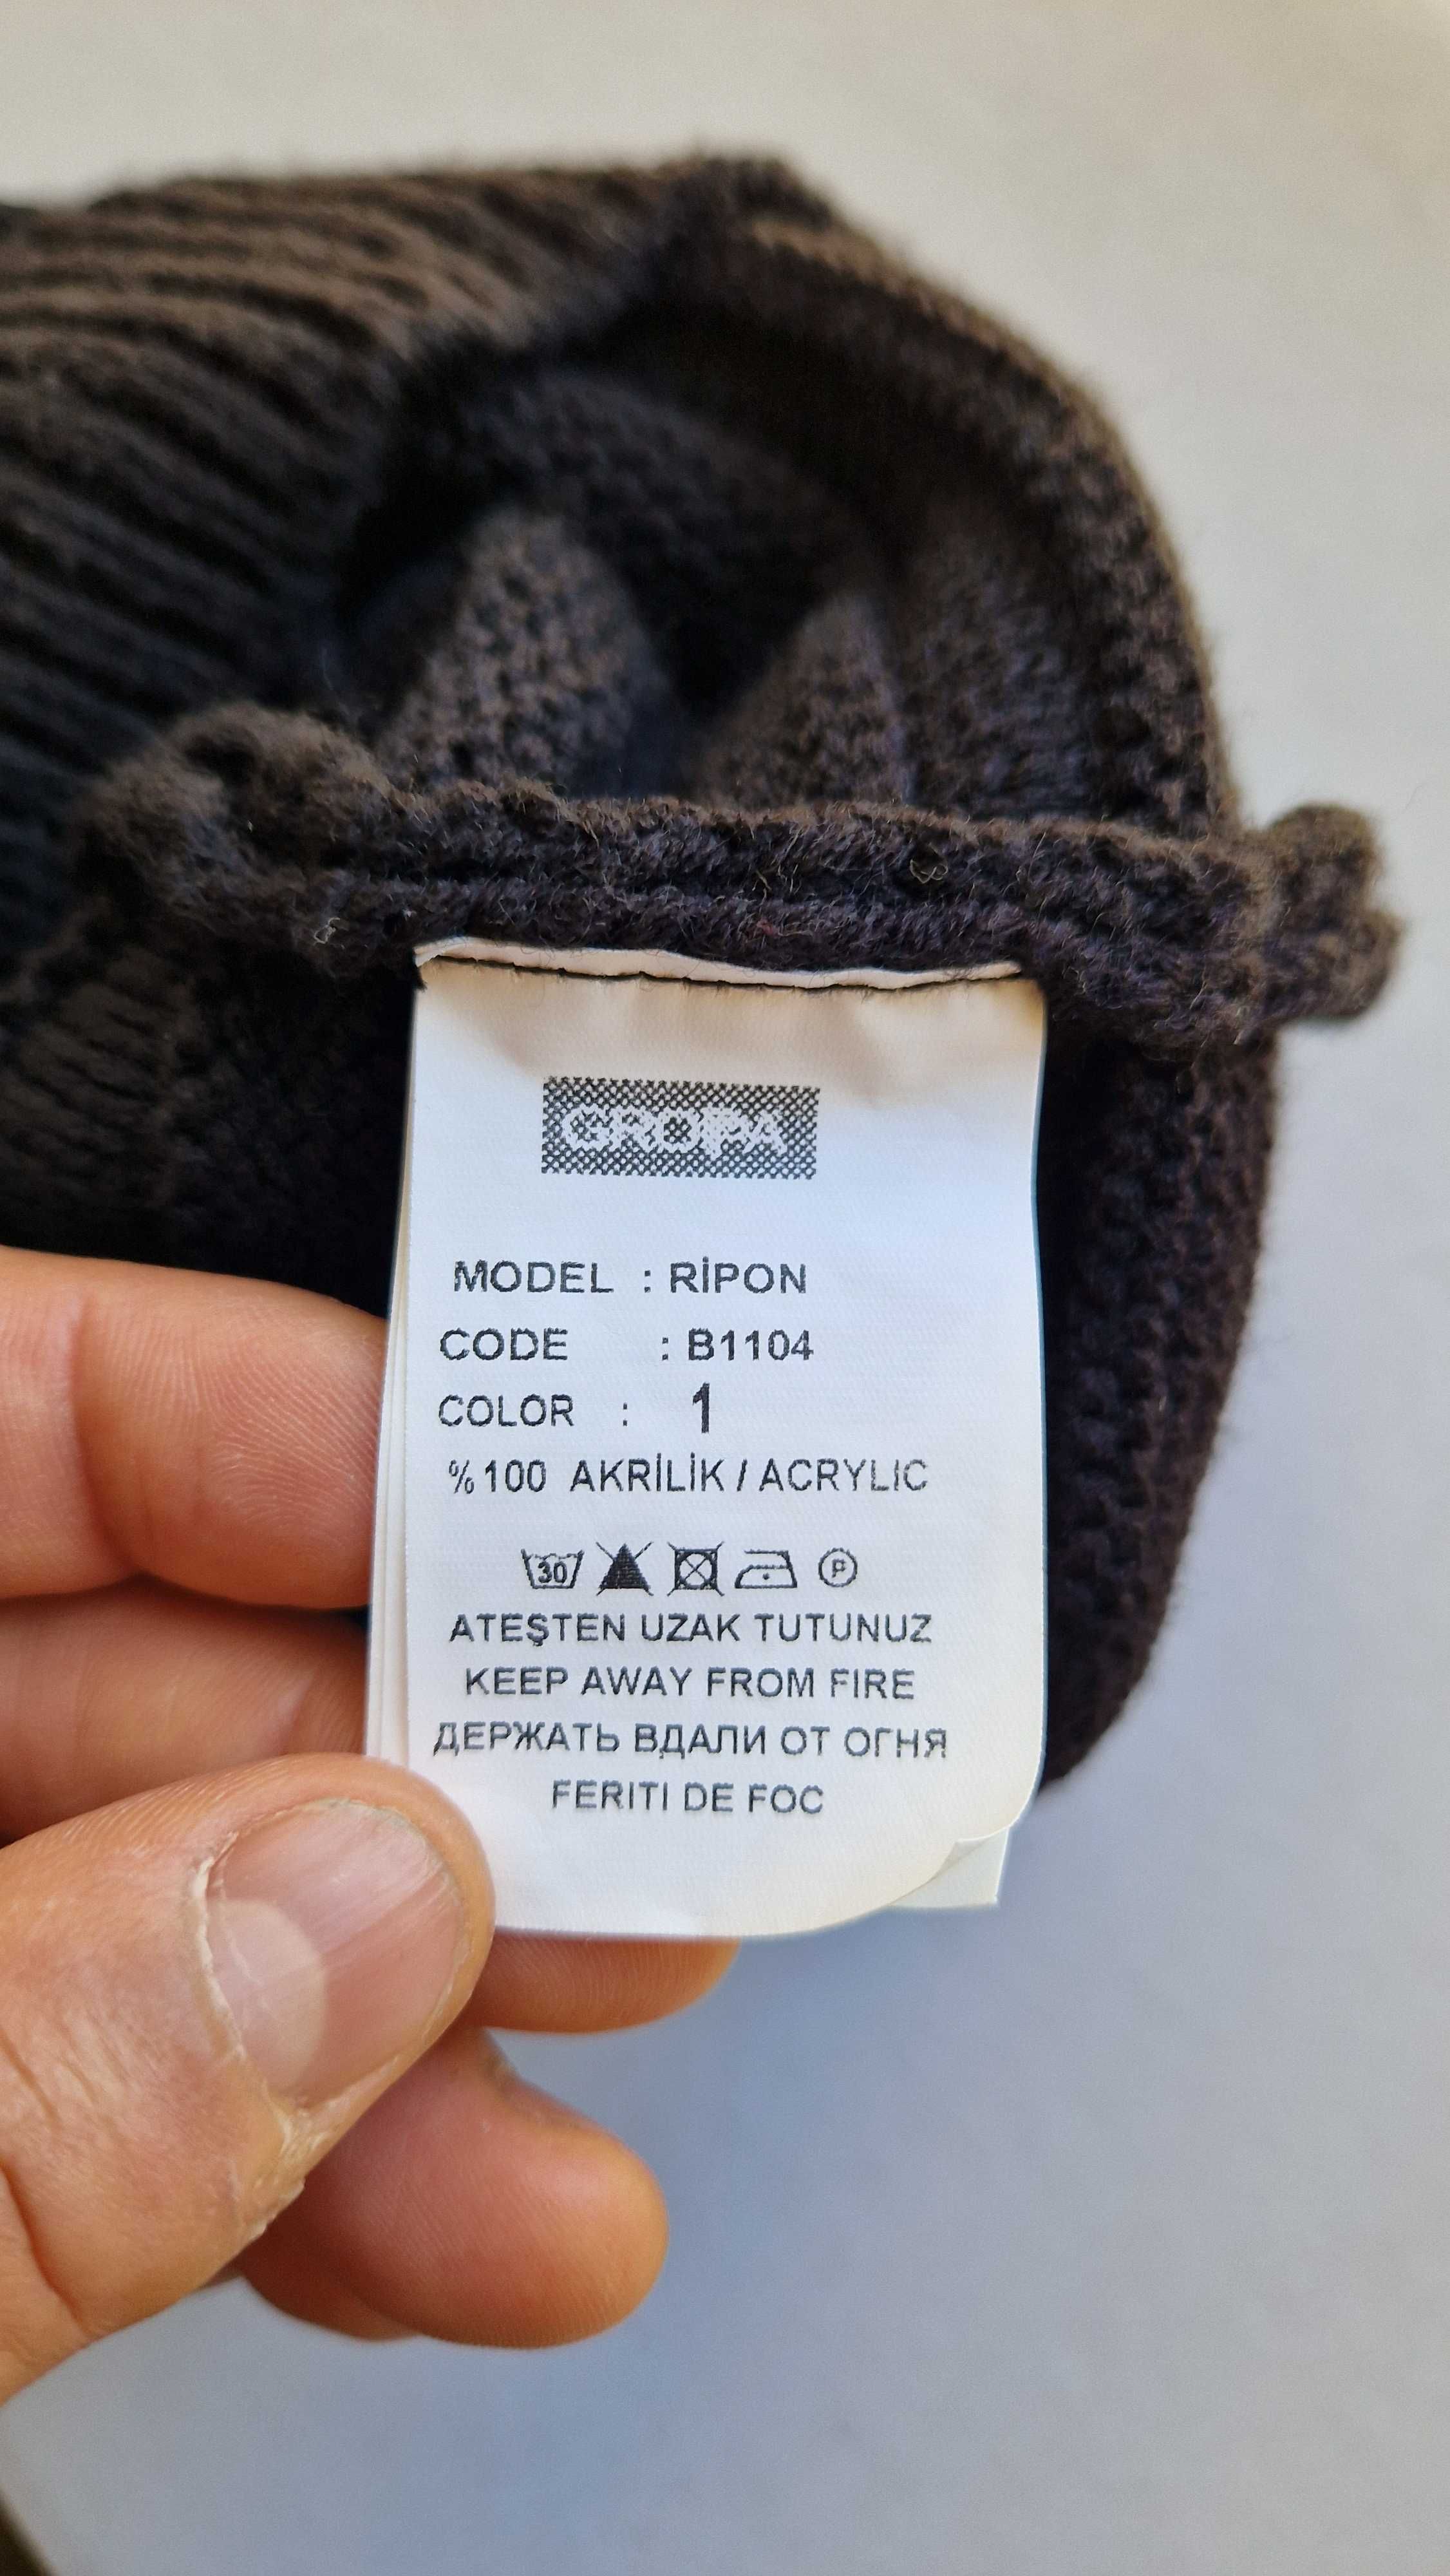 GROPA
MODEL : RİPON
CODE : B1104
COLOR : 1
%100 AKRİLİK / ACRYLIC
30 P
ATEŞTEN UZAK TUTUNUZ
KEEP AWAY FROM FIRE
ДЕРЖАТЬ ВДАЛИ ОТ ОГНЯ
FERITI DE FOC